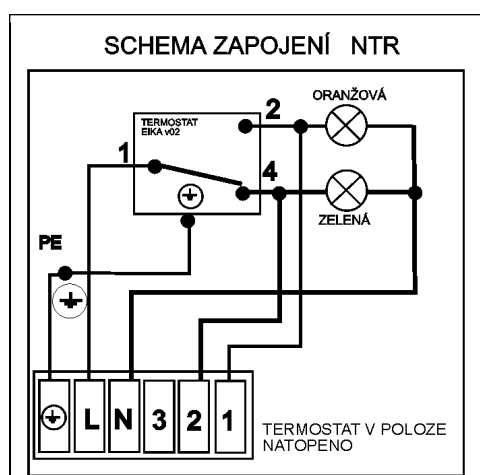 SCHEMA ZAPOJENÍ NTR
ORANŽOVÁ
TERMOSTAT
EIKA v02
2
1
4
ZELENÁ
PE
L N 3 2 1
TERMOSTAT V POLOZE
NATOPENO